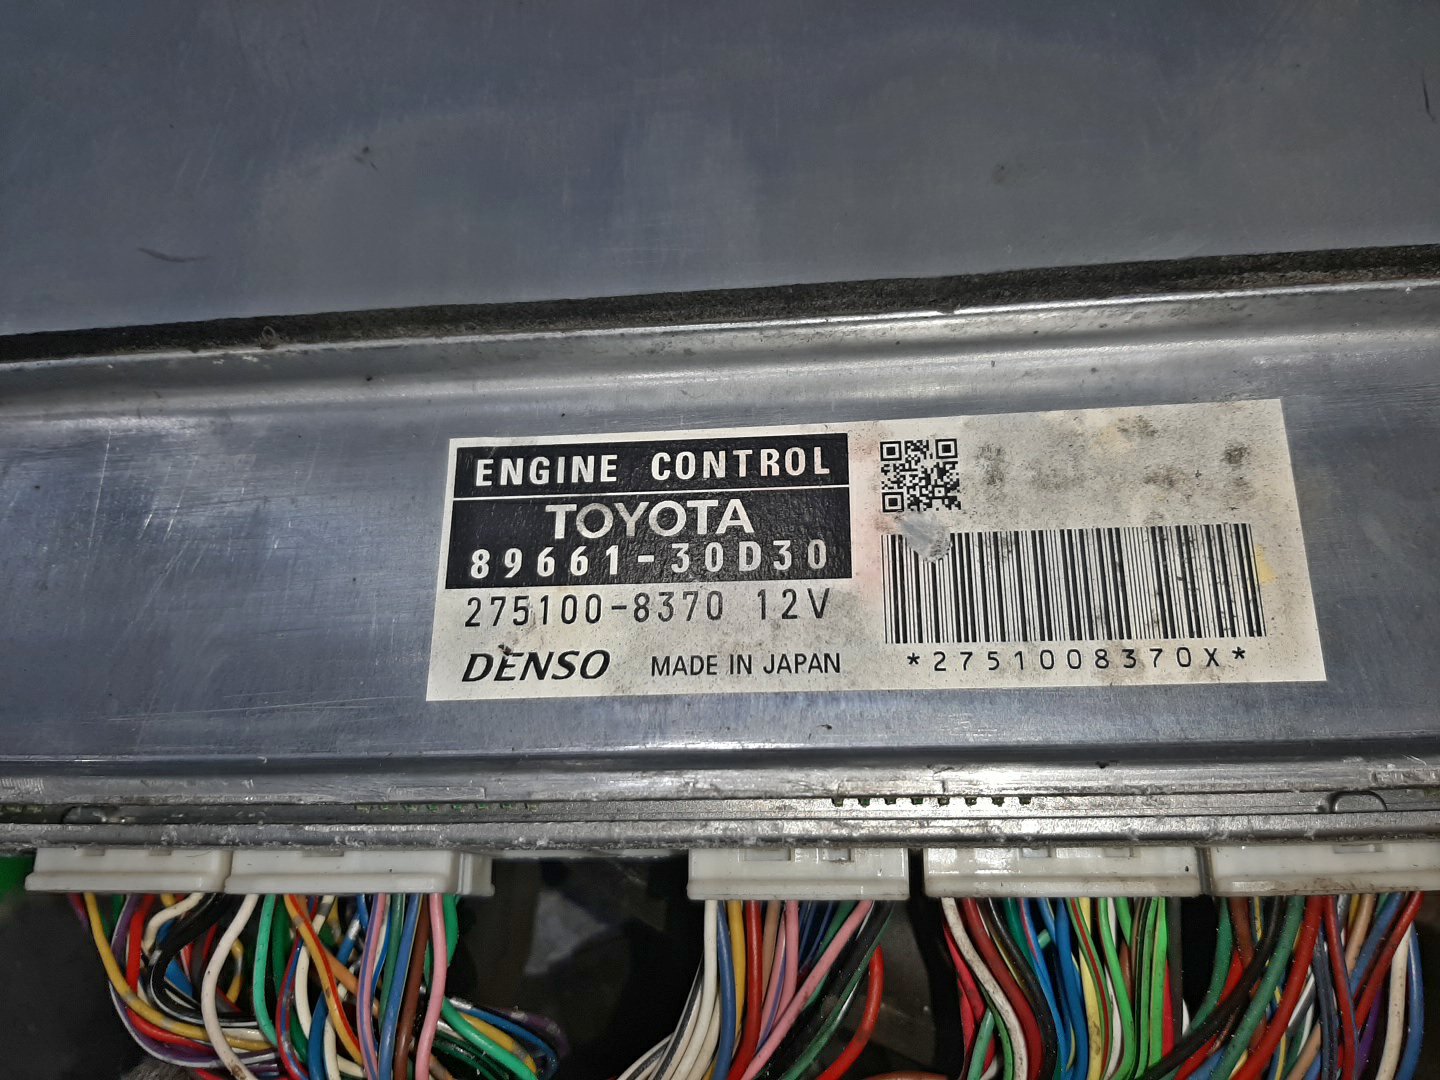 ENGINE CONTROL
TOYOTA
89661-30D30
275100-8370 12V
DENSO MADE IN JAPAN
*2751008370X*